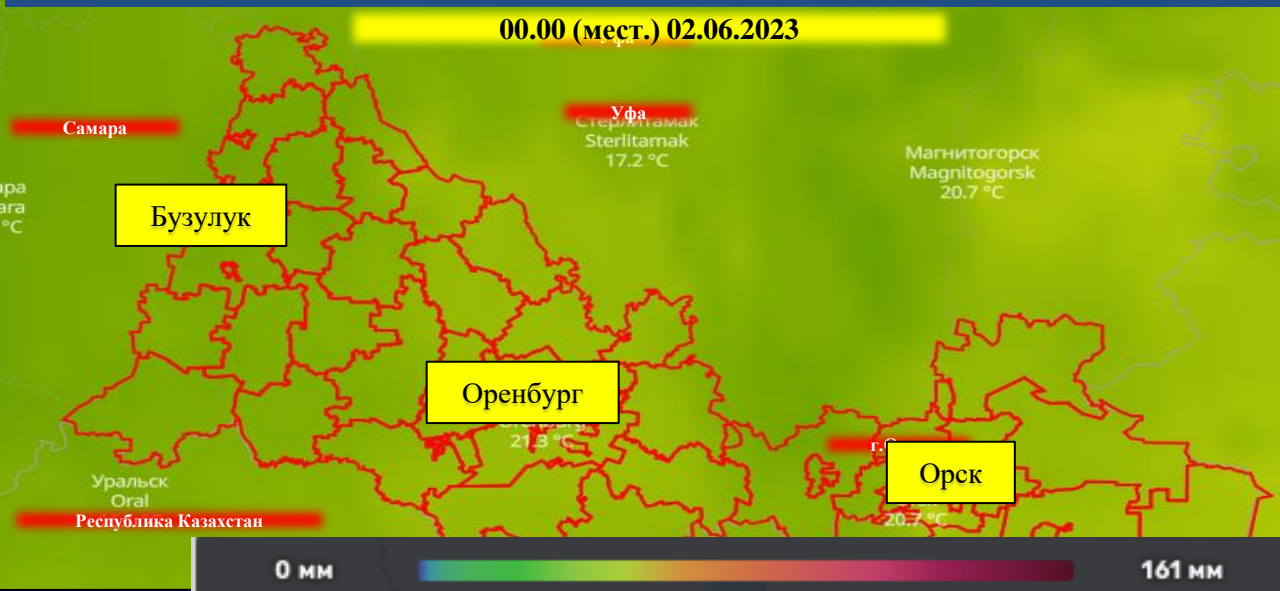 00.00 (мест.) 02.06.2023
Уфа
Самара
Стерлитамак
Sterlitamak
17.2 °C
Магнитогорск
Magnitogorsk
20.7 °C
°C
Бузулук
Оренбург
21.3 °C
Орск
20.7 °C
Уральск
Oral
Республика Казахстан
0 мм
161 мм